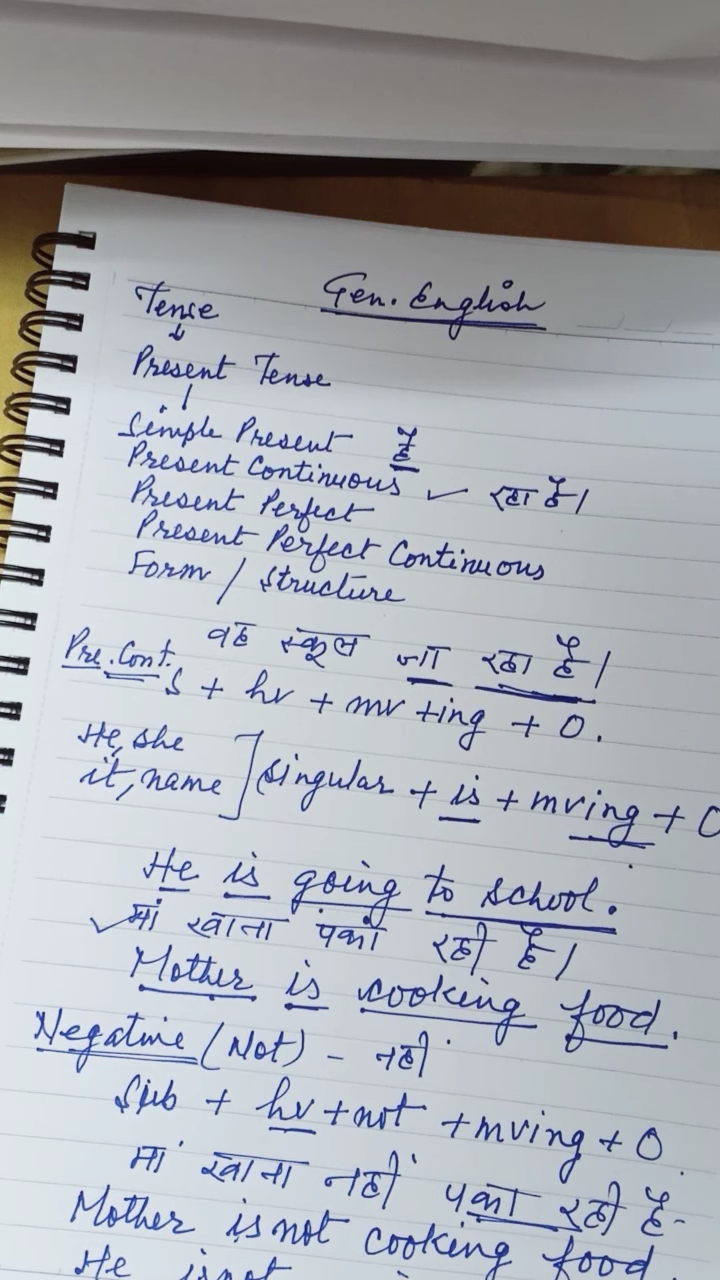 Gen. English
Tense
Present Tense
Simple Present है
Present Continuous ✓ रहा है।
Present Perfect
Present Perfect Continuous
Form / Structure
वह स्कूल जा रहा है।
Pre. Cont.
S + hv + mv + ing + O.
He, she
it, name ] singular + is + mving + O
He is going to school.
✓ मां खाना पका रही है।
Mother is cooking food.
Negative (Not) - नहीं
Sub + hv + not + mving + O
मां खाना नहीं पका रही है-
Mother is not cooking food
He is not